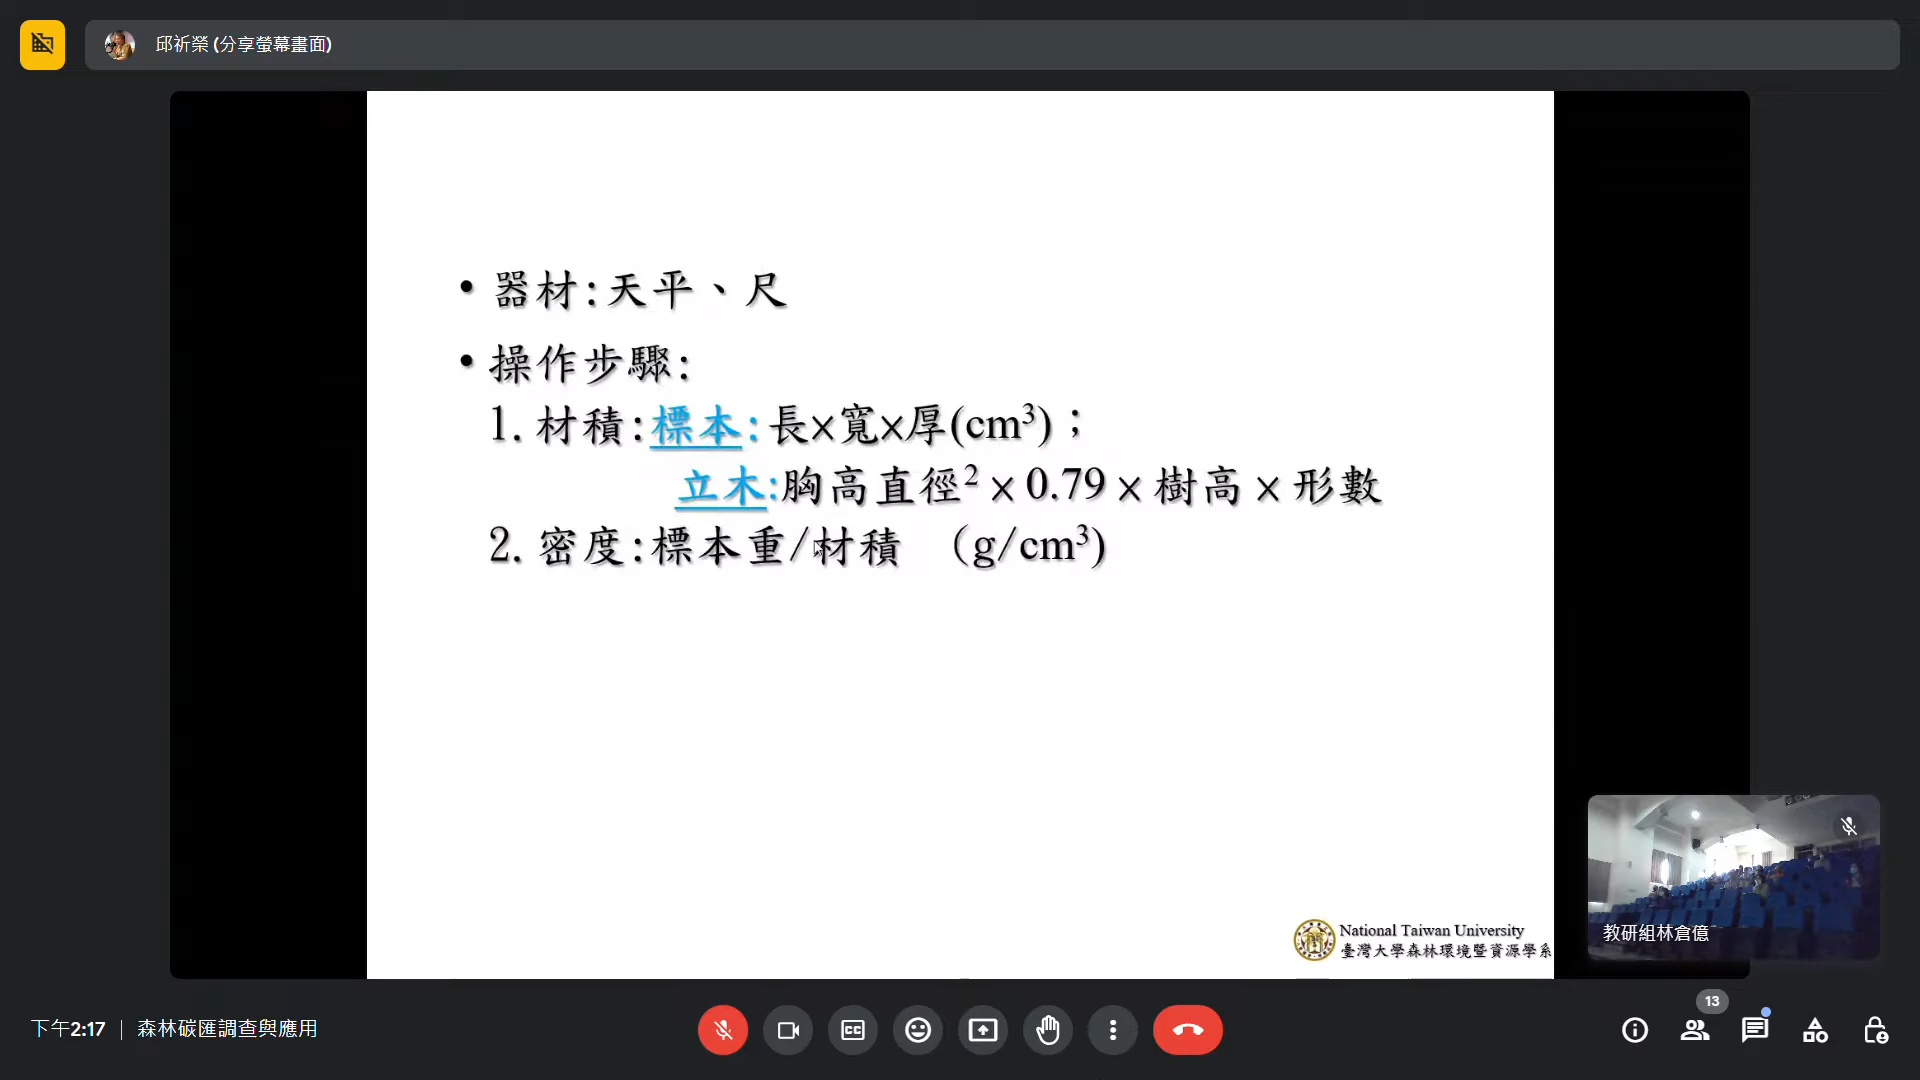 邱祈榮 (分享螢幕畫面)
• 器材:天平、尺
• 操作步驟:
1. 材積:標本:長×寬×厚(cm³);
立木:胸高直徑²×0.79×樹高×形數
2. 密度:標本重/材積 (g/cm³)
National Taiwan University
臺灣大學森林環境暨資源學系
教研組林倉億
下午2:17 | 森林碳匯調查與應用
CC
13